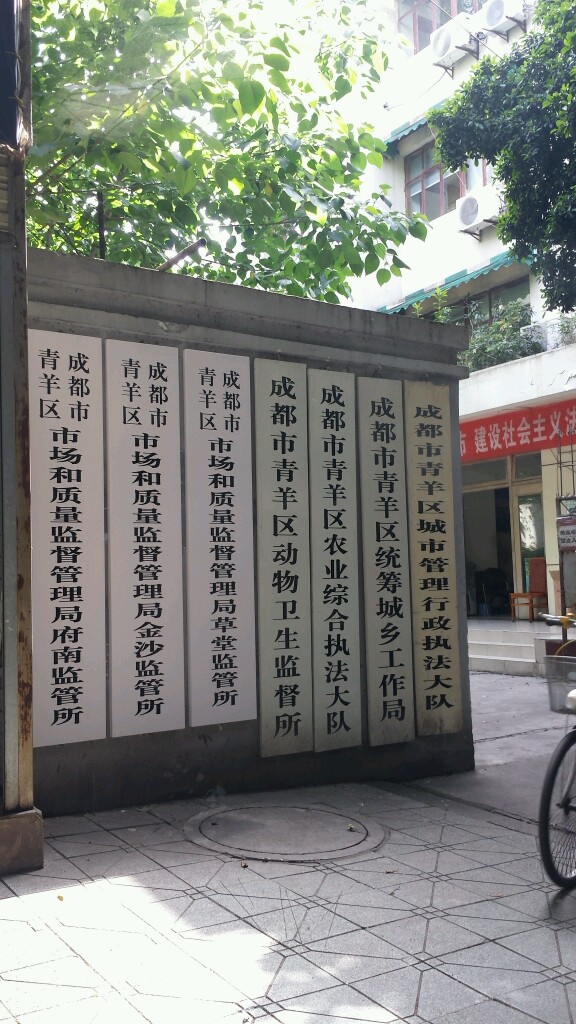 成都市
青羊区
市场和质量监督管理局府南监管所
成都市
青羊区
市场和质量监督管理局金沙监管所
成都市
青羊区
市场和质量监督管理局草堂监管所
成都市青羊区动物卫生监督所
成都市青羊区农业综合执法大队
成都市青羊区统筹城乡工作局
成都市青羊区城市管理行政执法大队
市 建设社会主义法